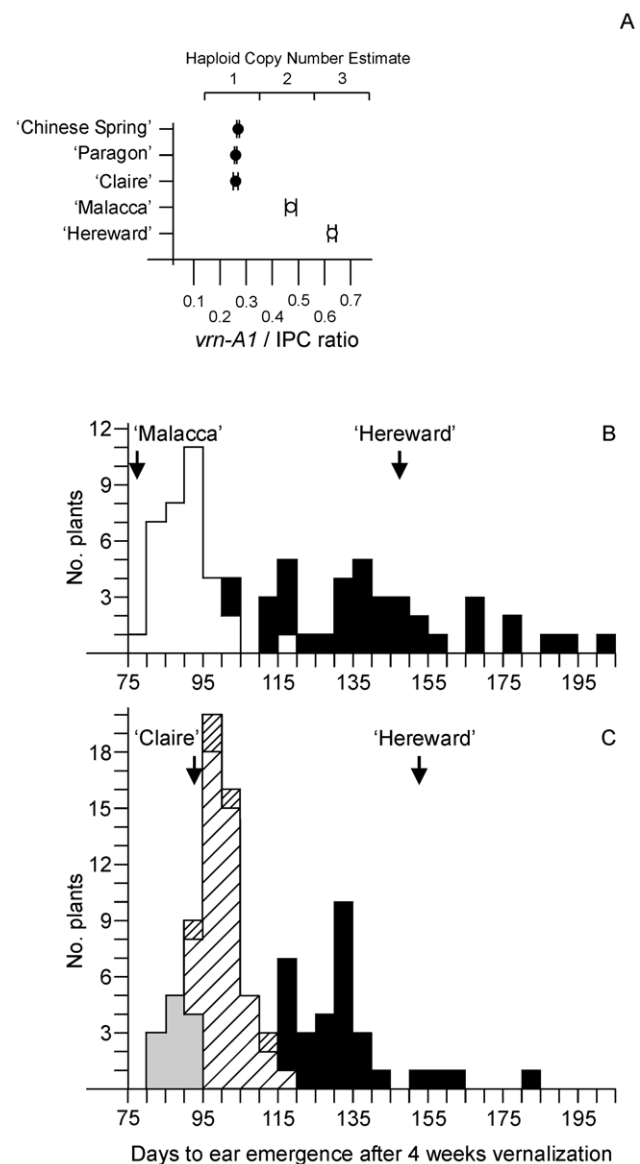 A
Haploid Copy Number Estimate
1 2 3
‘Chinese Spring’
‘Paragon’
‘Claire’
‘Malacca’
‘Hereward’
0.1 0.2 0.3 0.4 0.5 0.6 0.7
vrn-A1 / IPC ratio
B
‘Malacca’ ‘Hereward’
12
9
6
3
No. plants
75 95 115 135 155 175 195
C
‘Claire’ ‘Hereward’
18
15
12
9
6
3
No. plants
75 95 115 135 155 175 195
Days to ear emergence after 4 weeks vernalization